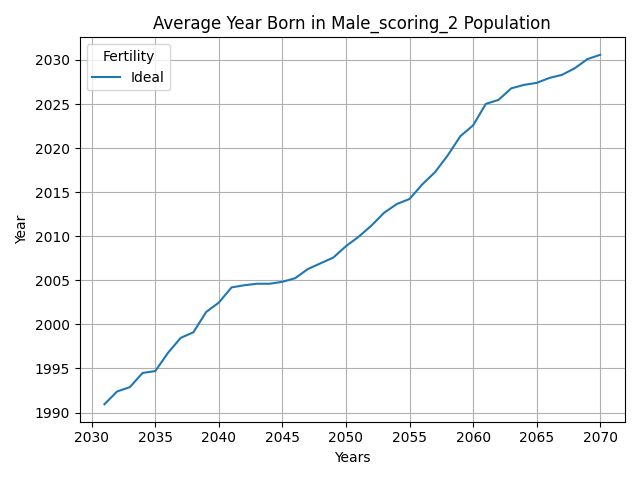 Average Year Born in Male_scoring_2 Population
Fertility
Ideal
Year
2030
2025
2020
2015
2010
2005
2000
1995
1990
2030 2035 2040 2045 2050 2055 2060 2065 2070
Years